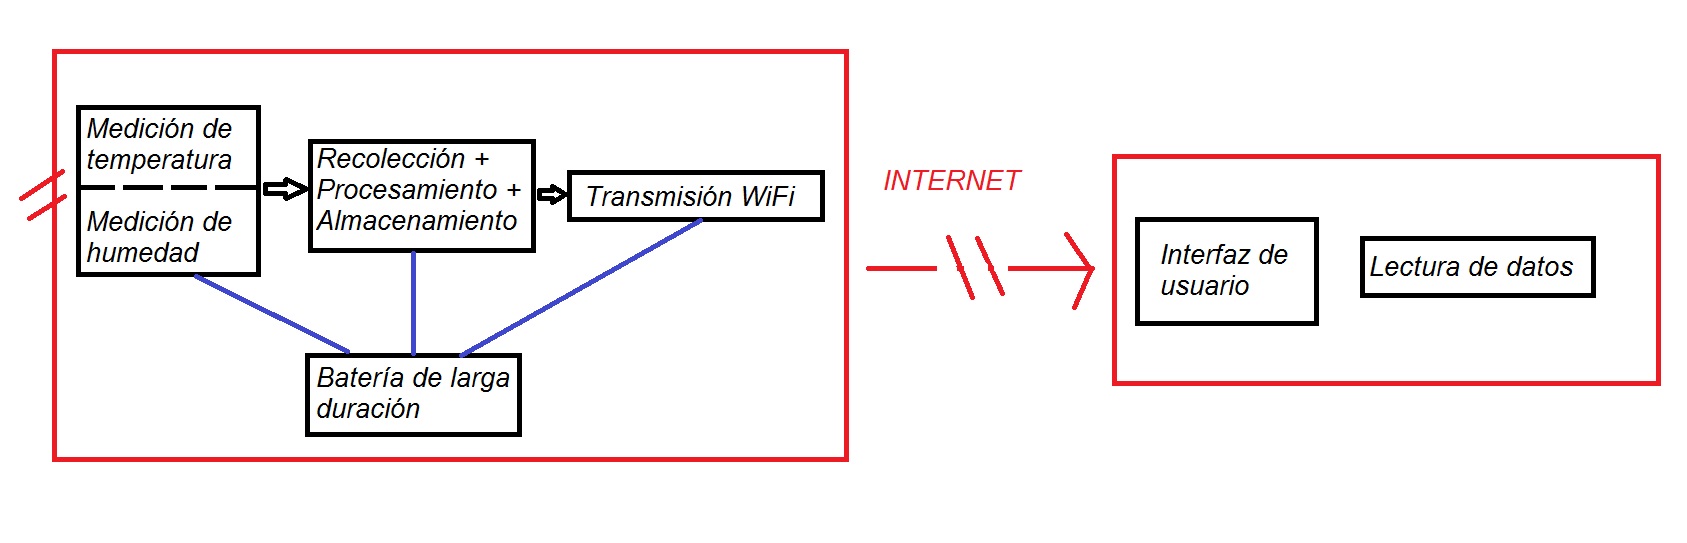 Medición de
temperatura
Medición de
humedad
Recolección +
Procesamiento +
Almacenamiento
Transmisión WiFi
Batería de larga
duración
INTERNET
Interfaz de
usuario
Lectura de datos